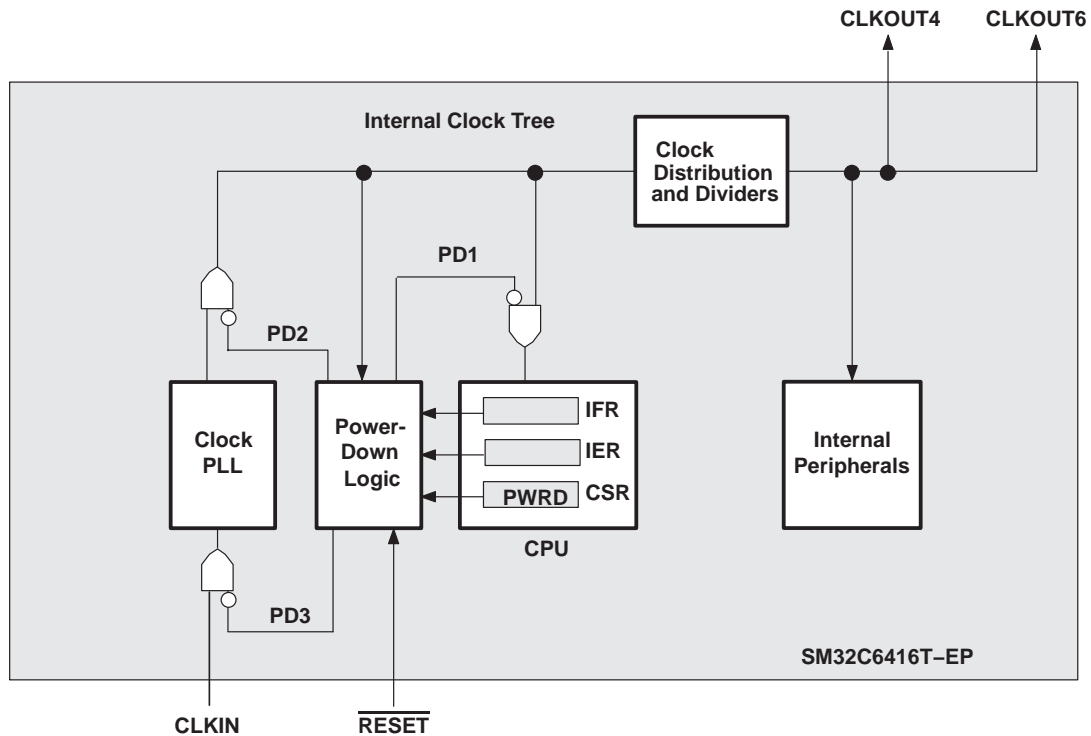 CLKOUT4
CLKOUT6
Internal Clock Tree
Clock
Distribution
and Dividers
PD1
PD2
Clock
PLL
Power-
Down
Logic
IFR
IER
PWRD
CSR
CPU
Internal
Peripherals
PD3
SM32C6416T–EP
CLKIN
RESET